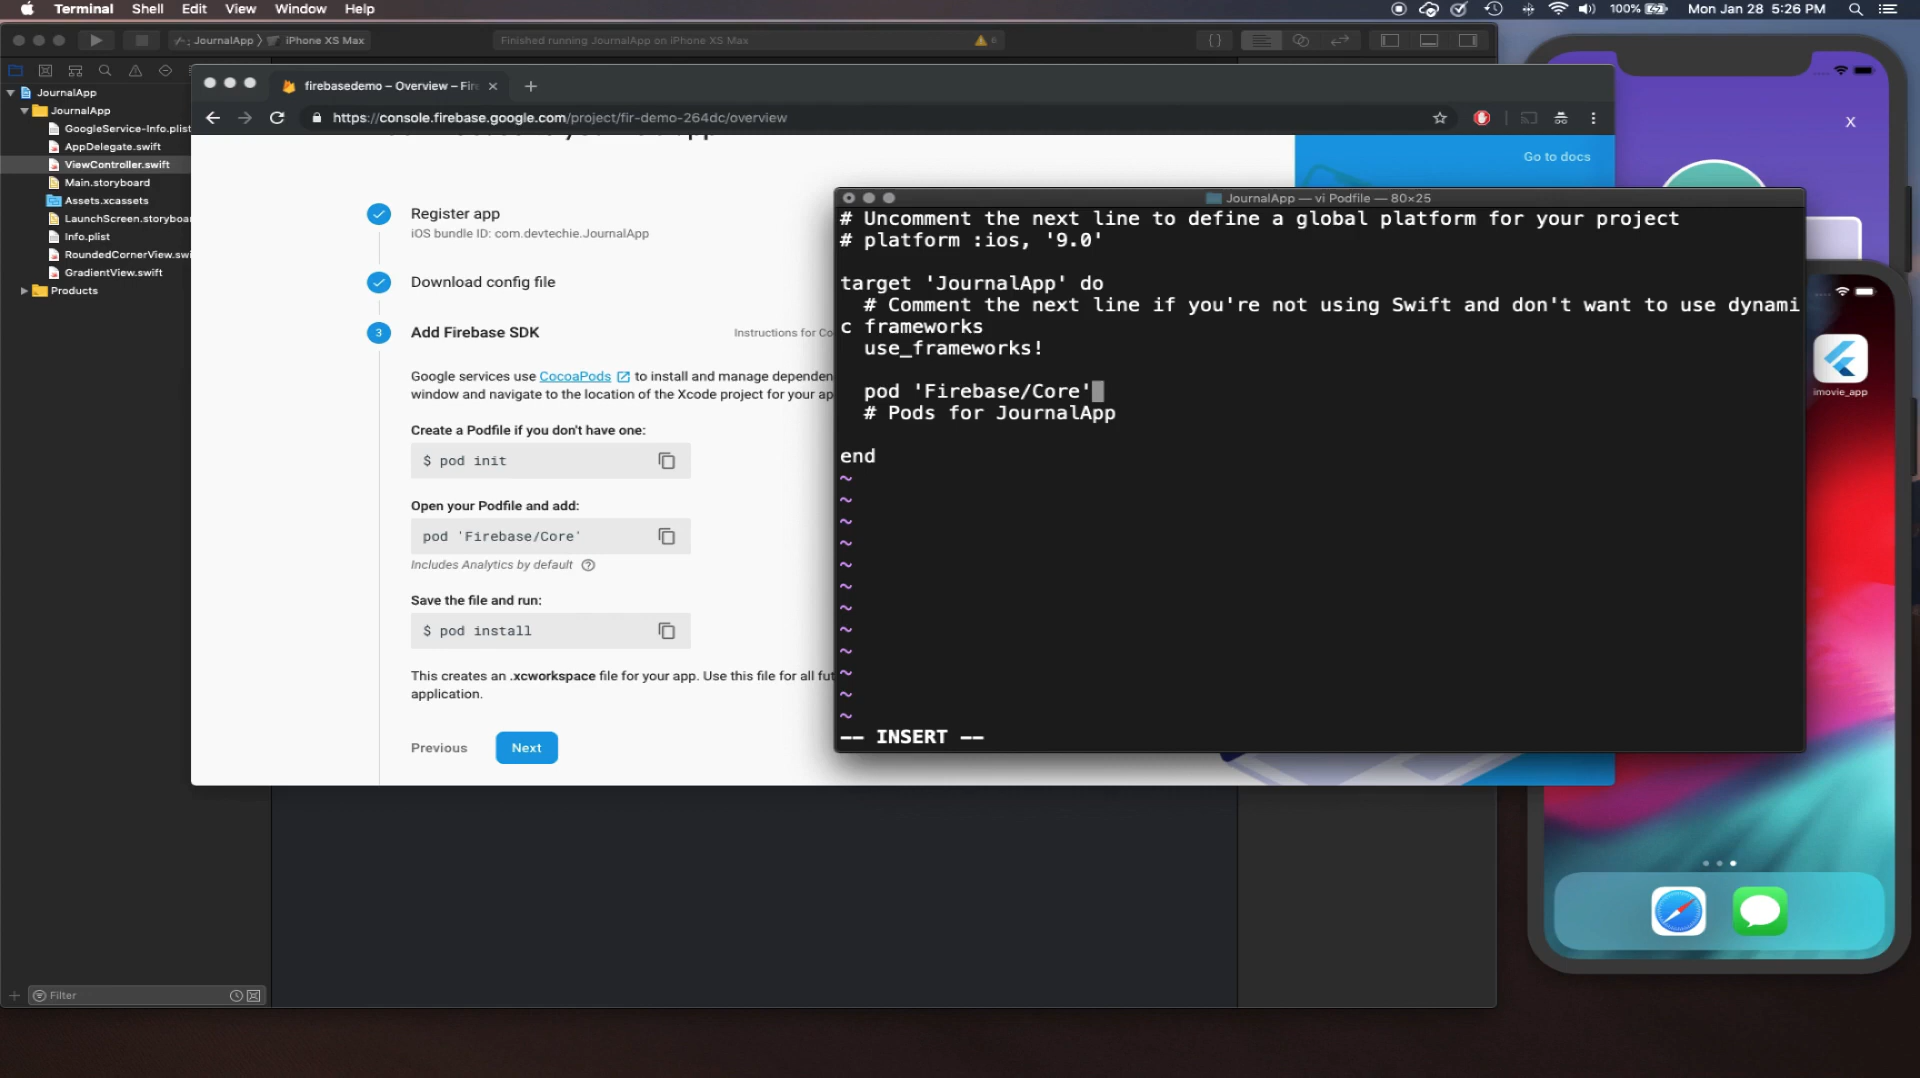 Terminal Shell Edit View Window Help
100% Mon Jan 28 5:26 PM
JournalApp iPhone XS Max
Finished running JournalApp on iPhone XS Max
JournalApp
JournalApp
GoogleService-Info.plist
AppDelegate.swift
ViewController.swift
Main.storyboard
Assets.xcassets
LaunchScreen.storyboar
Info.plist
RoundedCornerView.swi
GradientView.swift
Products
Filter
firebasedemo – Overview – Fire
https://console.firebase.google.com/project/fir-demo-264dc/overview
Go to docs
Register app
iOS bundle ID: com.devtechie.JournalApp
Download config file
3 Add Firebase SDK
Instructions for Co
Google services use CocoaPods to install and manage dependen
window and navigate to the location of the Xcode project for your ap
Create a Podfile if you don't have one:
$ pod init
Open your Podfile and add:
pod 'Firebase/Core'
Includes Analytics by default ?
Save the file and run:
$ pod install
This creates an .xcworkspace file for your app. Use this file for all fut
application.
Previous Next
JournalApp — vi Podfile — 80×25
# Uncomment the next line to define a global platform for your project
# platform :ios, '9.0'
target 'JournalApp' do
# Comment the next line if you're not using Swift and don't want to use dynami
c frameworks
use_frameworks!
pod 'Firebase/Core'
# Pods for JournalApp
end
~
~
~
~
~
~
~
~
~
~
~
~
-- INSERT --
X
imovie_app